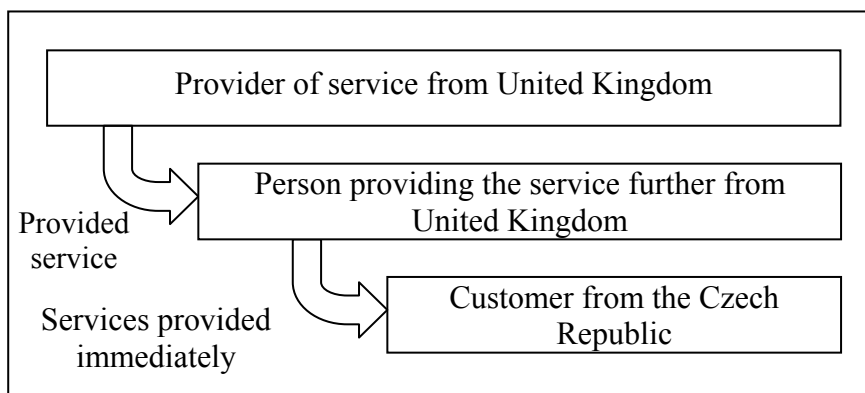 Provider of service from United Kingdom
Person providing the service further from
United Kingdom
Provided
service
Customer from the Czech
Republic
Services provided
immediately